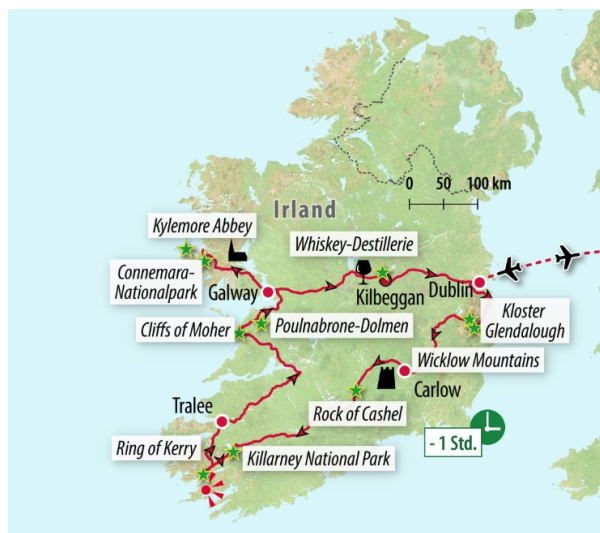 0 50 100 km
Irland
Kylemore Abbey
Whiskey-Destillerie
Connemara-
Nationalpark
Galway
Kilbeggan
Dublin
Kloster
Glendalough
Cliffs of Moher
Poulnabrone-Dolmen
Wicklow Mountains
Carlow
Tralee
Rock of Cashel
- 1 Std.
Ring of Kerry
Killarney National Park